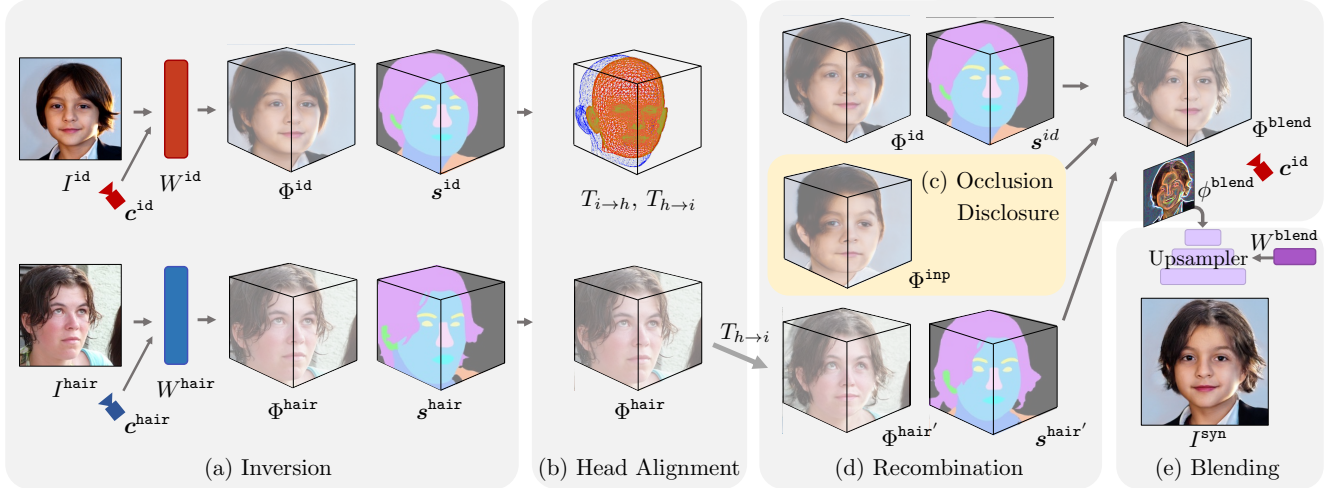 I^id
W^id
c^id
Φ^id
s^id
I^hair
W^hair
c^hair
Φ^hair
s^hair
(a) Inversion
T_{i→h}, T_{h→i}
Φ^hair
T_{h→i}
(b) Head Alignment
Φ^id
s^id
(c) Occlusion
Disclosure
Φ^inp
Φ^hair′
s^hair′
(d) Recombination
Φ^blend
c^id
ϕ^blend
W^blend
Upsampler
I^syn
(e) Blending